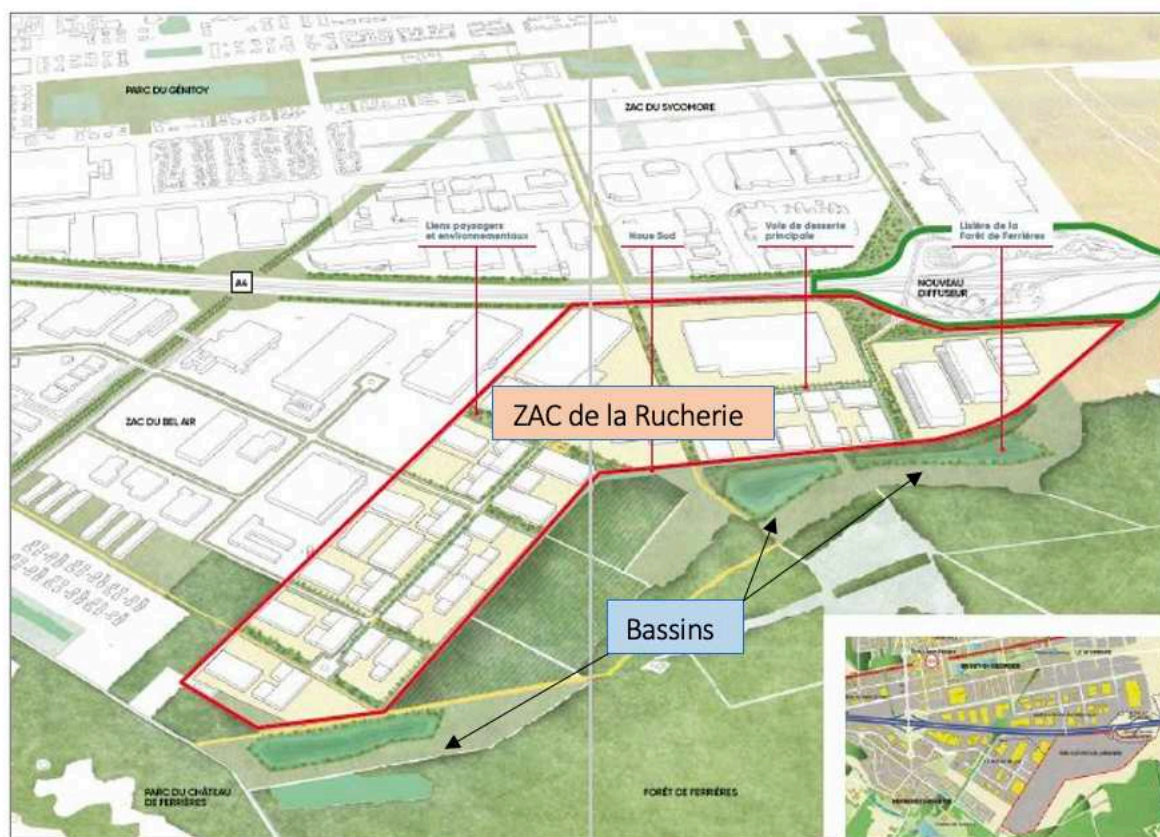 PARC DU GÉNITOY
ZAC DU SYCOMORE
Liens paysagers
et environnementaux
Noue Sud
Voie de desserte
principale
Lisière de la
Forêt de Ferrières
A4
NOUVEAU
DIFFUSEUR
ZAC de la Rucherie
ZAC DU BEL AIR
Bassins
PARC DU CHÂTEAU
DE FERRIÈRES
FORÊT DE FERRIÈRES